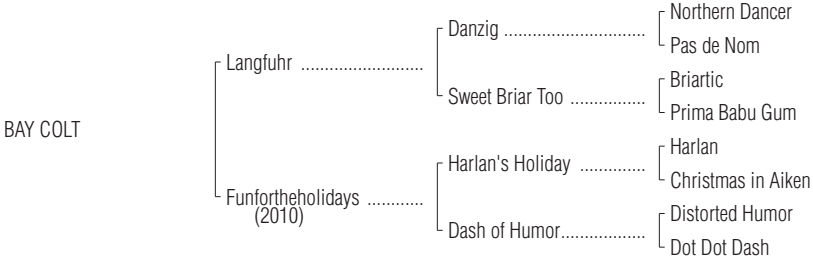 Northern Dancer
Danzig ..............................
Pas de Nom
Langfuhr ..........................
Briartic
Sweet Briar Too ................
Prima Babu Gum
BAY COLT
Harlan
Harlan's Holiday ..............
Christmas in Aiken
Funfortheholidays ............
(2010)
Distorted Humor
Dash of Humor..................
Dot Dot Dash